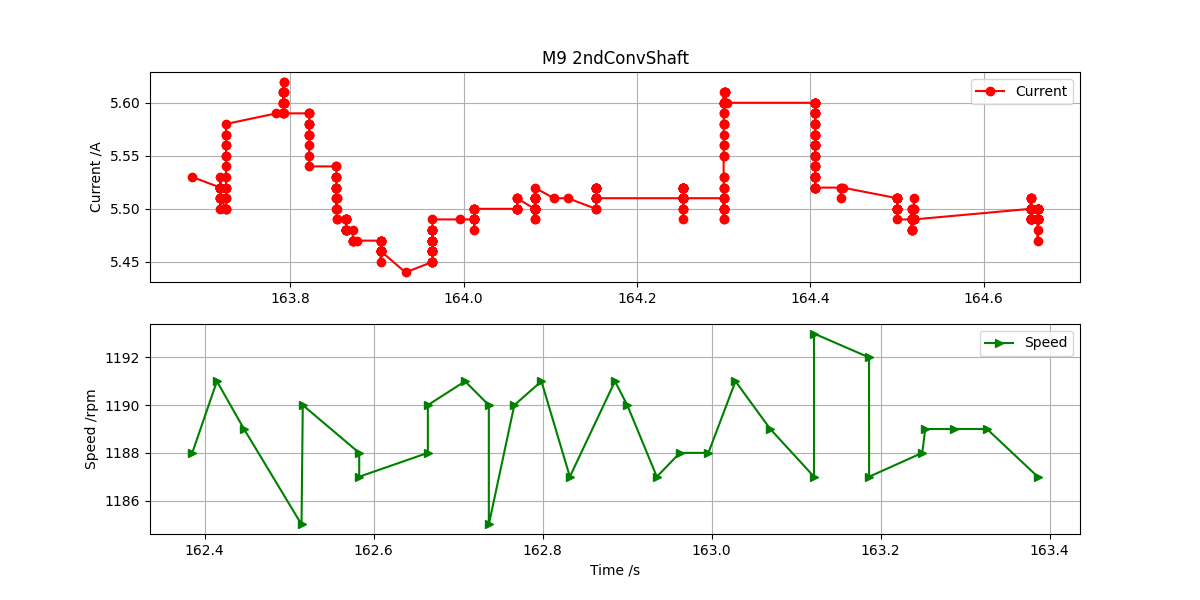 M9 2ndConvShaft
Current /A
5.60
5.55
5.50
5.45
Current
163.8 164.0 164.2 164.4 164.6
Speed /rpm
1192
1190
1188
1186
Speed
162.4 162.6 162.8 163.0 163.2 163.4
Time /s